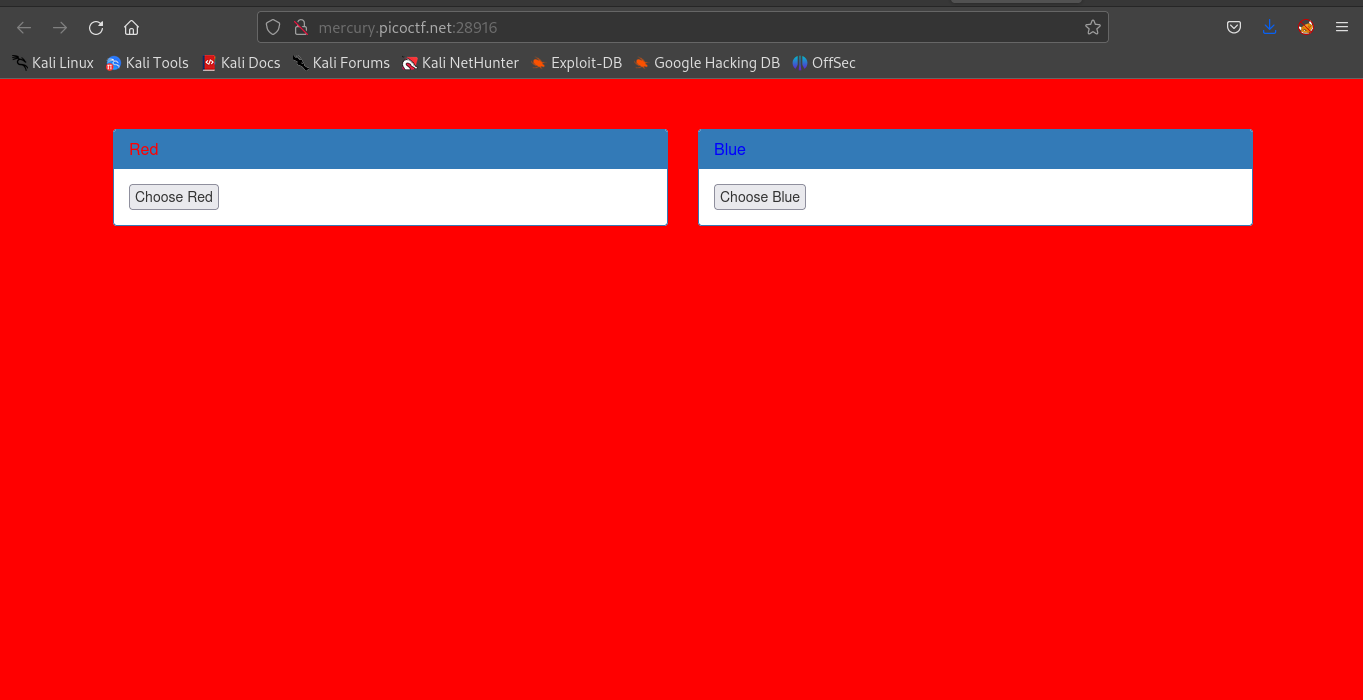 mercury.picoctf.net:28916
Kali Linux Kali Tools Kali Docs Kali Forums Kali NetHunter Exploit-DB Google Hacking DB OffSec
Red
Choose Red
Blue
Choose Blue